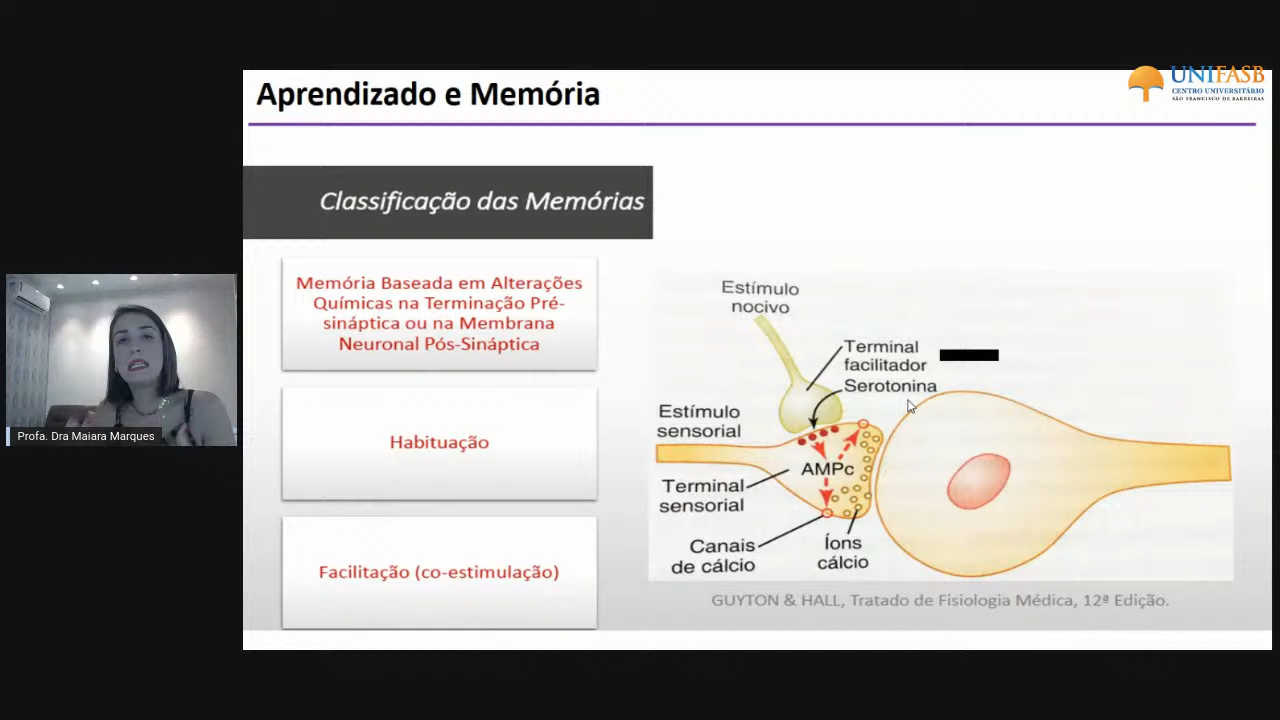 Aprendizado e Memória
UNIFASB
CENTRO UNIVERSITÁRIO
SÃO FRANCISCO DE BARREIRAS
Classificação das Memórias
Memória Baseada em Alterações
Químicas na Terminação Pré-
sináptica ou na Membrana
Neuronal Pós-Sináptica
Habituação
Facilitação (co-estimulação)
Estímulo
nocivo
Terminal
facilitador
Serotonina
Estímulo
sensorial
AMPc
Terminal
sensorial
Canais
de cálcio
Íons
cálcio
GUYTON & HALL, Tratado de Fisiologia Médica, 12ª Edição.
Profa. Dra Maiara Marques